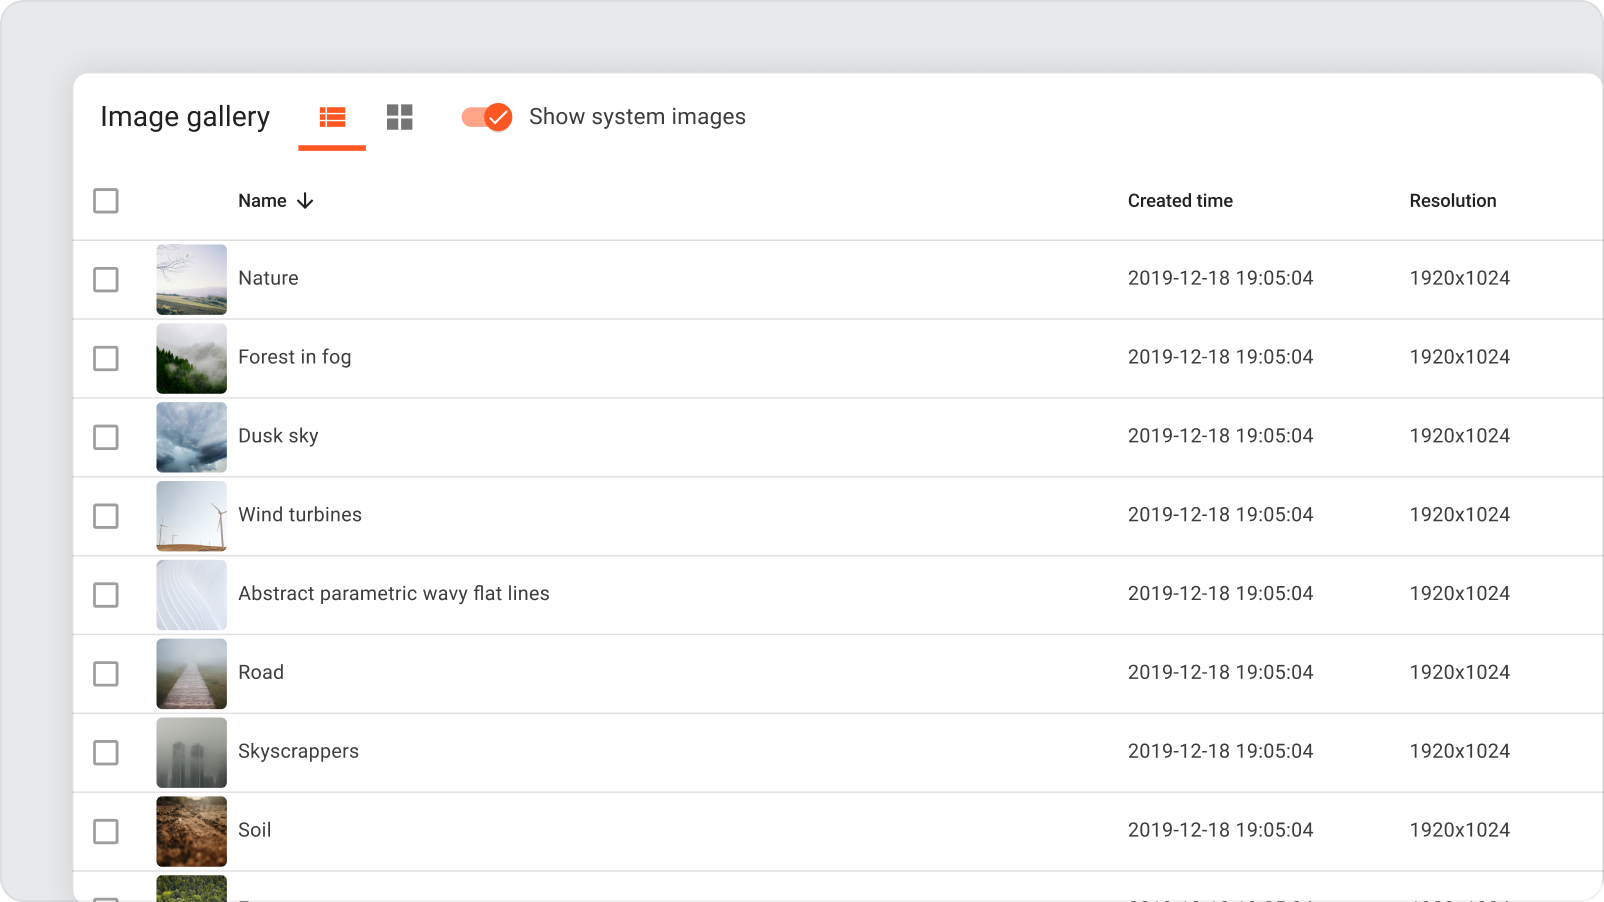 Image gallery Show system images
Name Created time Resolution
Nature 2019-12-18 19:05:04 1920x1024
Forest in fog 2019-12-18 19:05:04 1920x1024
Dusk sky 2019-12-18 19:05:04 1920x1024
Wind turbines 2019-12-18 19:05:04 1920x1024
Abstract parametric wavy flat lines 2019-12-18 19:05:04 1920x1024
Road 2019-12-18 19:05:04 1920x1024
Skyscrappers 2019-12-18 19:05:04 1920x1024
Soil 2019-12-18 19:05:04 1920x1024